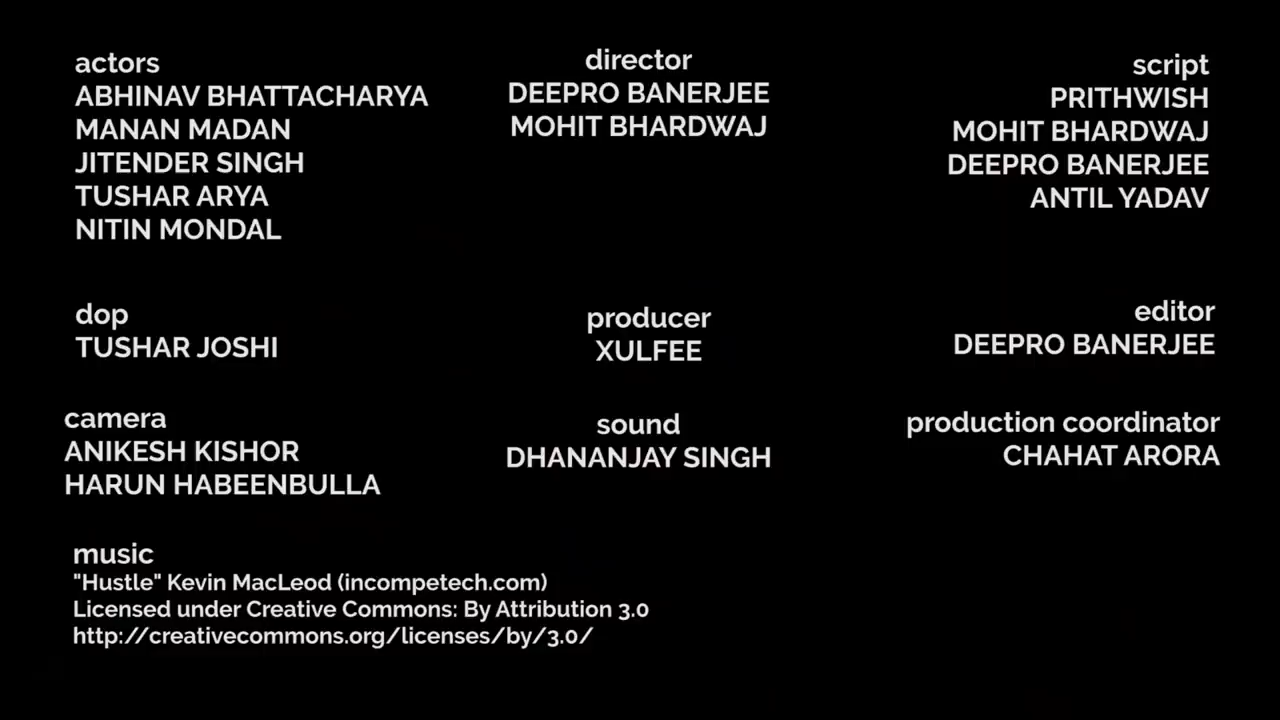 actors
ABHINAV BHATTACHARYA
MANAN MADAN
JITENDER SINGH
TUSHAR ARYA
NITIN MONDAL
director
DEEPRO BANERJEE
MOHIT BHARDWAJ
script
PRITHWISH
MOHIT BHARDWAJ
DEEPRO BANERJEE
ANTIL YADAV
dop
TUSHAR JOSHI
producer
XULFEE
editor
DEEPRO BANERJEE
camera
ANIKESH KISHOR
HARUN HABEENBULLA
sound
DHANANJAY SINGH
production coordinator
CHAHAT ARORA
music
"Hustle" Kevin MacLeod (incompetech.com)
Licensed under Creative Commons: By Attribution 3.0
http://creativecommons.org/licenses/by/3.0/